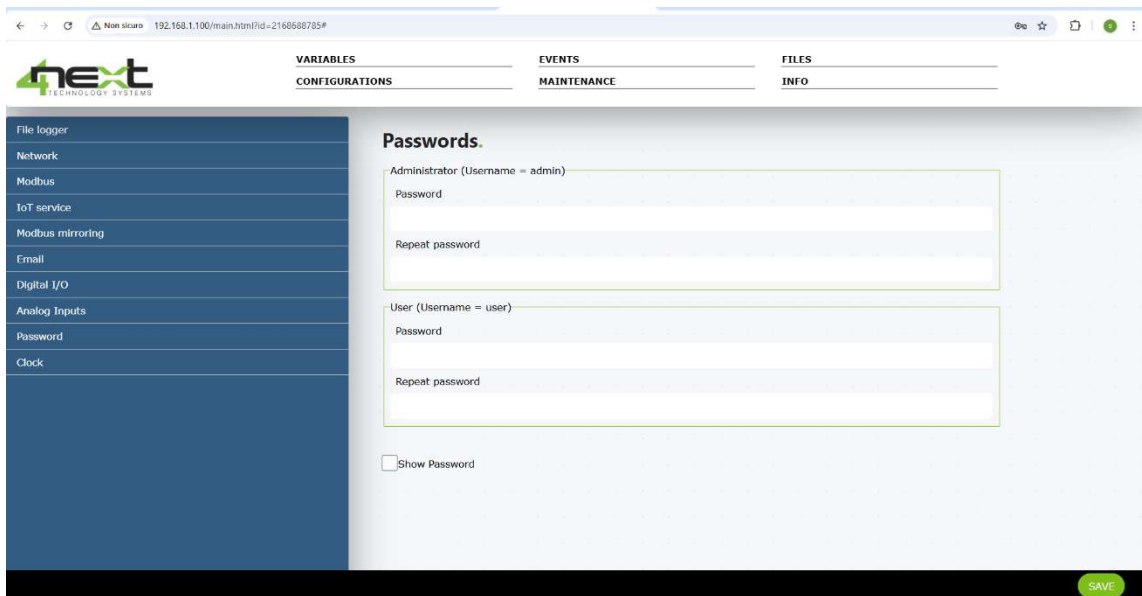 Non sicuro 192.168.1.100/main.html?id=2168688785#
4next
TECHNOLOGY SYSTEMS
VARIABLES EVENTS FILES
CONFIGURATIONS MAINTENANCE INFO
File logger
Network
Modbus
IoT service
Modbus mirroring
Email
Digital I/O
Analog Inputs
Password
Clock
Passwords.
Administrator (Username = admin)
Password
Repeat password
User (Username = user)
Password
Repeat password
Show Password
SAVE